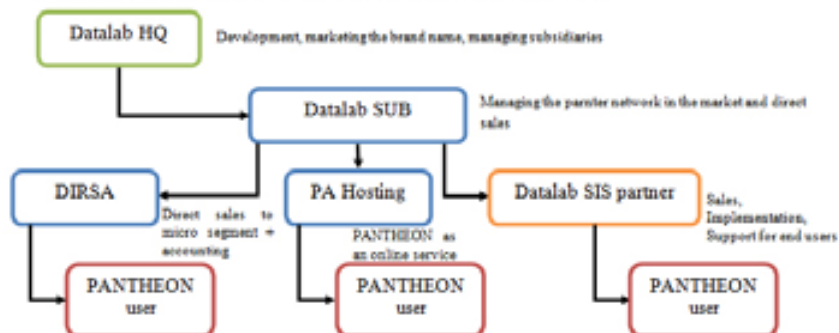 Datalab HQ
Development, marketing the brand name, managing subsidiaries
Datalab SUB
Managing the parnter network in the market and direct
sales
DIRSA
Direct sales to
micro segment +
accounting
PA Hosting
PANTHEON as
an online service
Datalab SIS partner
Sales,
Implementation,
Support for end users
PANTHEON
user
PANTHEON
user
PANTHEON
user